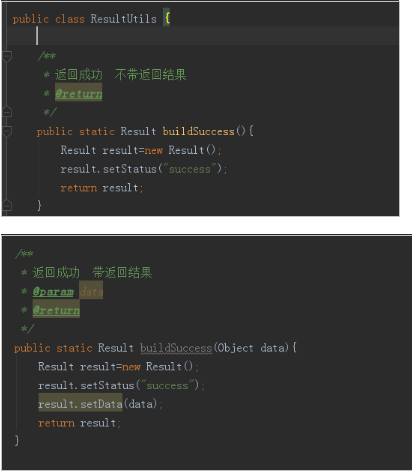 public class ResultUtils {
/**
* 返回成功 不带返回结果
* @return
*/
public static Result buildSuccess(){
Result result=new Result();
result.setStatus("success");
return result;
}
/**
* 返回成功 带返回结果
* @param data
* @return
*/
public static Result buildSuccess(Object data){
Result result=new Result();
result.setStatus("success");
result.setData(data);
return result;
}